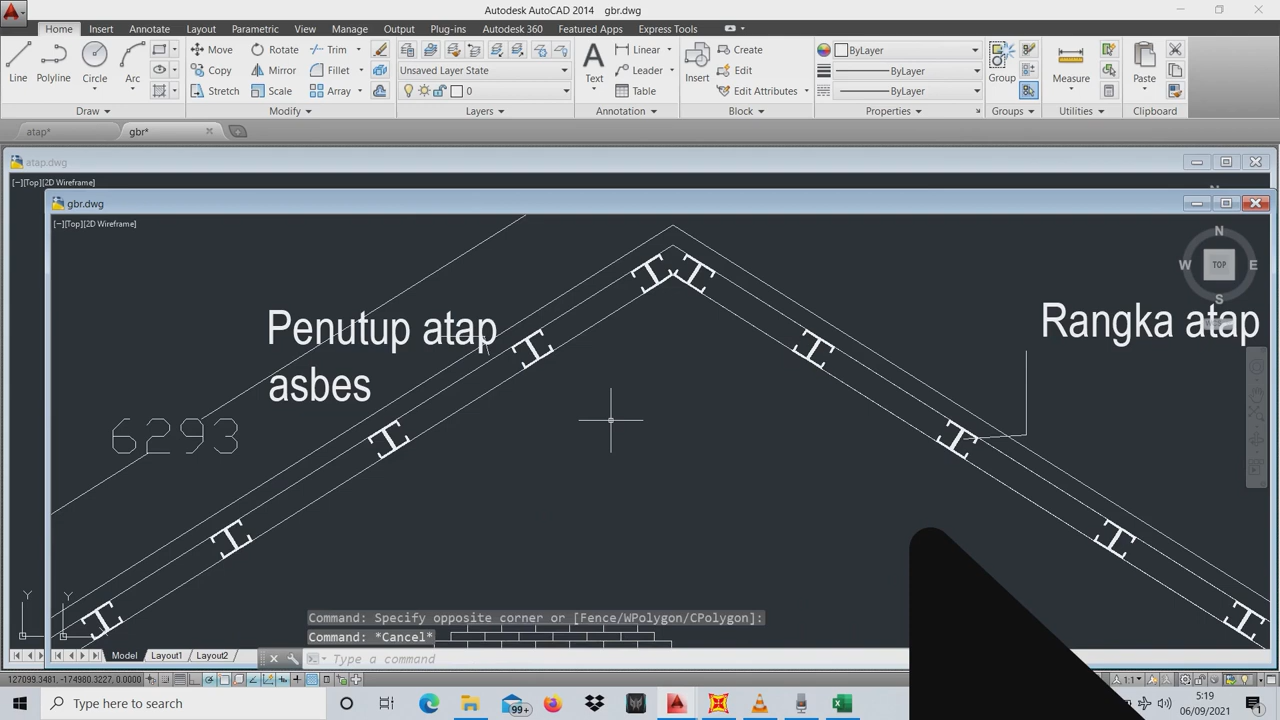 Autodesk AutoCAD 2014 gbr.dwg
Home Insert Annotate Layout Parametric View Manage Output Plug-ins Autodesk 360 Featured Apps Express Tools
Line Polyline Circle Arc
Move Rotate Trim
Copy Mirror Fillet
Stretch Scale Array
Unsaved Layer State
0
Text
Linear
Leader
Table
Insert
Create
Edit
Edit Attributes
ByLayer
ByLayer
ByLayer
Group
Measure
Paste
Draw Modify Layers Annotation Block Properties Groups Utilities Clipboard
atap* gbr*
atap.dwg
[−][Top][2D Wireframe]
N
gbr.dwg
[−][Top][2D Wireframe]
N
W TOP E
S
Penutup atap
asbes
Rangka atap
6293
Y Y
Command: Specify opposite corner or [Fence/WPolygon/CPolygon]:
Command: *Cancel*
Type a command
Model Layout1 Layout2
127099.3481, -174980.3227, 0.0000
1:1
Type here to search
99+
5:19
06/09/2021
1